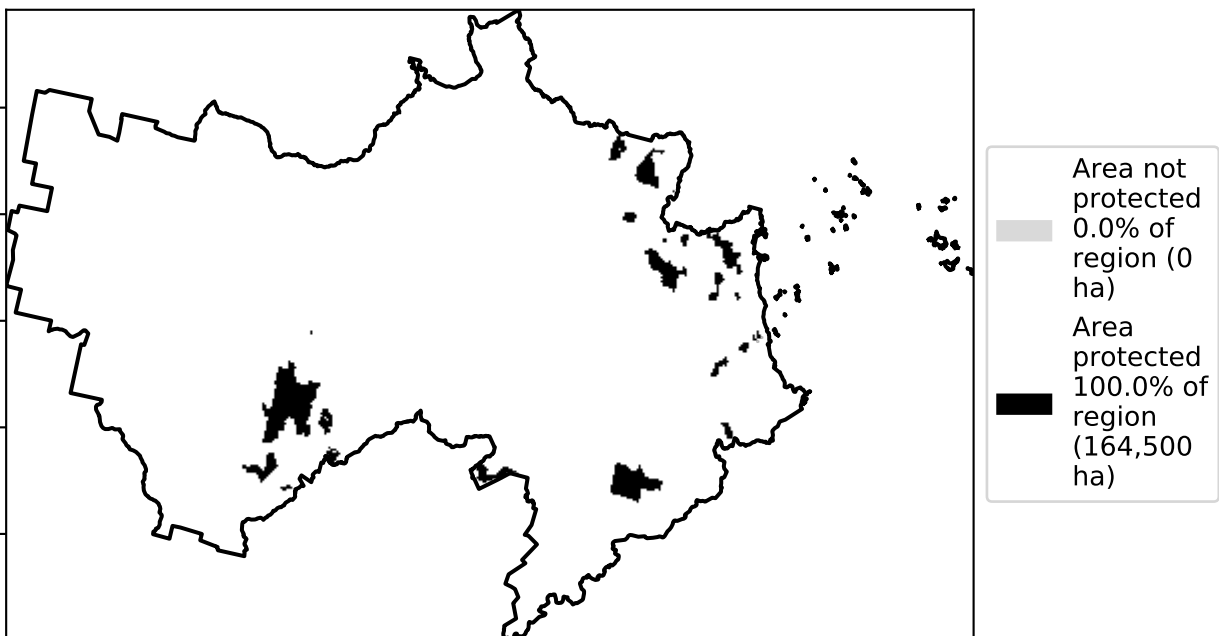 Area not
protected
0.0% of
region (0
ha)
Area
protected
100.0% of
region
(164,500
ha)